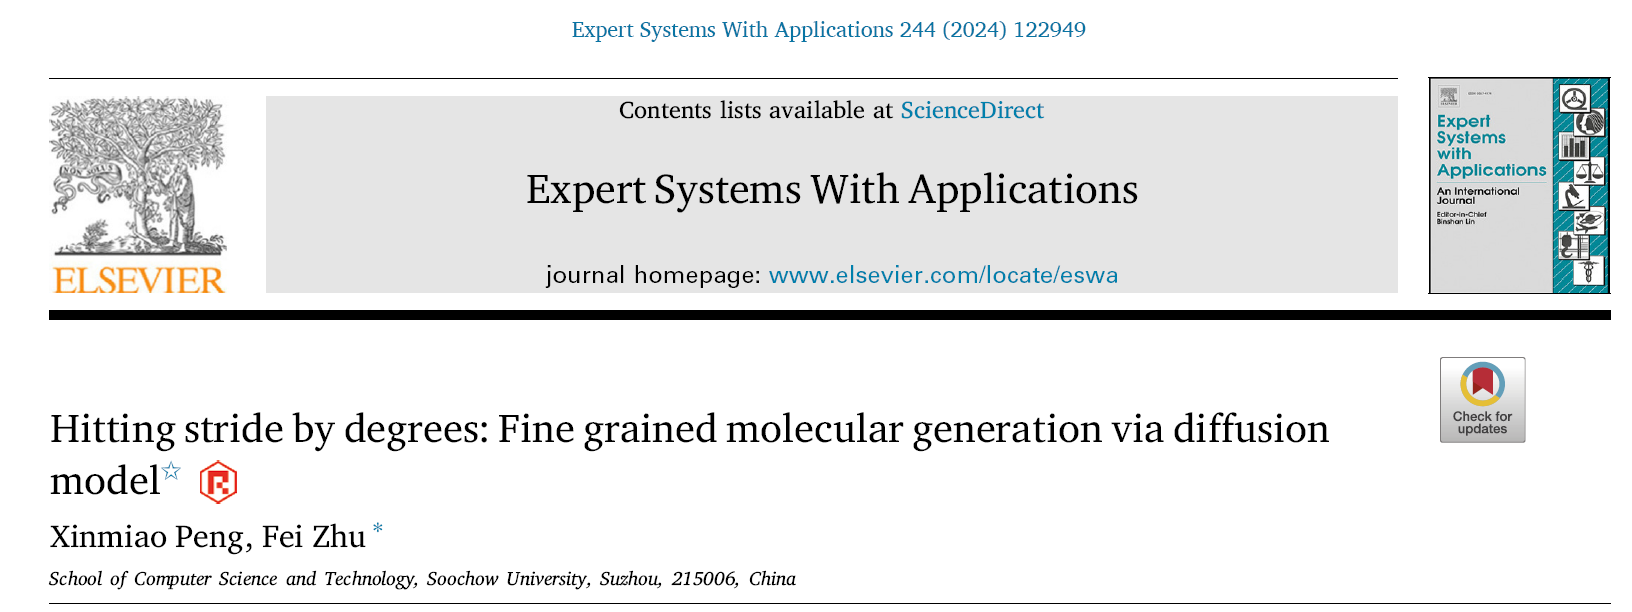 Expert Systems With Applications 244 (2024) 122949
Contents lists available at ScienceDirect
Expert Systems With Applications
journal homepage: www.elsevier.com/locate/eswa
ELSEVIER
Expert
Systems
with
Applications
An International
Journal
Editor-in-Chief
Binshan Lin
Check for
updates
Hitting stride by degrees: Fine grained molecular generation via diffusion
model☆
R
Xinmiao Peng, Fei Zhu *
School of Computer Science and Technology, Soochow University, Suzhou, 215006, China